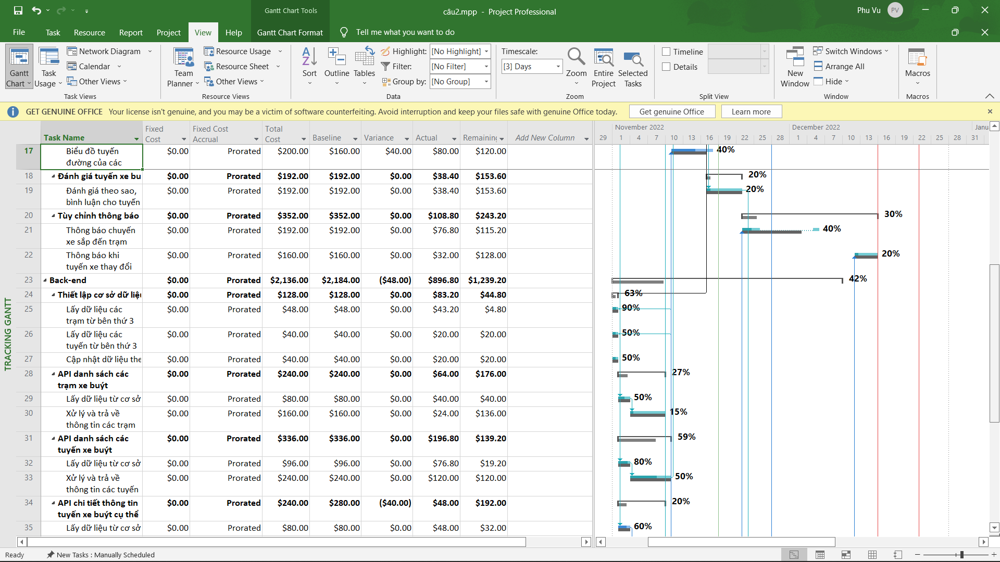 Gantt Chart Tools
câu2.mpp - Project Professional
Phu Vu
PV
File
Task
Resource
Report
Project
View
Help
Gantt Chart Format
Tell me what you want to do
Gantt
Chart
Task
Usage
Network Diagram
Calendar
Other Views
Task Views
Team
Planner
Resource Usage
Resource Sheet
Other Views
Resource Views
Sort
Outline
Tables
Highlight: [No Highlight]
Filter: [No Filter]
Group by: [No Group]
Data
Timescale:
[3] Days
Zoom
Entire
Project
Selected
Tasks
Zoom
Timeline
Details
Split View
New
Window
Switch Windows
Arrange All
Hide
Window
Macros
Macros
GET GENUINE OFFICE Your license isn't genuine, and you may be a victim of software counterfeiting. Avoid interruption and keep your files safe with genuine Office today.
Get genuine Office
Learn more
Task Name
Fixed
Cost
Fixed Cost
Accrual
Total
Cost
Baseline
Variance
Actual
Remaining
Add New Column
November 2022
December 2022
Janu
29 1 4 7 10 13 16 19 22 25 28 1 4 7 10 13 16 19 22 25 28 31
17 Biểu đồ tuyến $0.00 Prorated $200.00 $160.00 $40.00 $80.00 $120.00 40%
đường của các
18 Đánh giá tuyến xe bu $0.00 Prorated $192.00 $192.00 $0.00 $38.40 $153.60 20%
19 Đánh giá theo sao, $0.00 Prorated $192.00 $192.00 $0.00 $38.40 $153.60 20%
bình luận cho tuyến
20 Tùy chỉnh thông báo $0.00 Prorated $352.00 $352.00 $0.00 $108.80 $243.20 30%
21 Thông báo chuyến $0.00 Prorated $192.00 $192.00 $0.00 $76.80 $115.20 40%
xe sắp đến trạm
22 Thông báo khi $0.00 Prorated $160.00 $160.00 $0.00 $32.00 $128.00 20%
tuyến xe thay đổi
23 Back-end $0.00 Prorated $2,136.00 $2,184.00 ($48.00) $896.80 $1,239.20 42%
24 Thiết lập cơ sở dữ liệu $0.00 Prorated $128.00 $128.00 $0.00 $83.20 $44.80 63%
25 Lấy dữ liệu các $0.00 Prorated $48.00 $48.00 $0.00 $43.20 $4.80 90%
trạm từ bên thứ 3
26 Lấy dữ liệu các $0.00 Prorated $40.00 $40.00 $0.00 $20.00 $20.00 50%
tuyến từ bên thứ 3
27 Cập nhật dữ liệu the $0.00 Prorated $40.00 $40.00 $0.00 $20.00 $20.00 50%
28 API danh sách các $0.00 Prorated $240.00 $240.00 $0.00 $64.00 $176.00 27%
trạm xe buýt
29 Lấy dữ liệu từ cơ sở $0.00 Prorated $80.00 $80.00 $0.00 $40.00 $40.00 50%
30 Xử lý và trả về $0.00 Prorated $160.00 $160.00 $0.00 $24.00 $136.00 15%
thông tin các trạm
31 API danh sách các $0.00 Prorated $336.00 $336.00 $0.00 $196.80 $139.20 59%
tuyến xe buýt
32 Lấy dữ liệu từ cơ sở $0.00 Prorated $96.00 $96.00 $0.00 $76.80 $19.20 80%
33 Xử lý và trả về $0.00 Prorated $240.00 $240.00 $0.00 $120.00 $120.00 50%
thông tin các tuyến
34 API chi tiết thông tin $0.00 Prorated $240.00 $280.00 ($40.00) $48.00 $192.00 20%
tuyến xe buýt cụ thể
35 Lấy dữ liệu từ cơ sở $0.00 Prorated $80.00 $80.00 $0.00 $48.00 $32.00 60%
TRACKING GANTT
Ready
New Tasks : Manually Scheduled